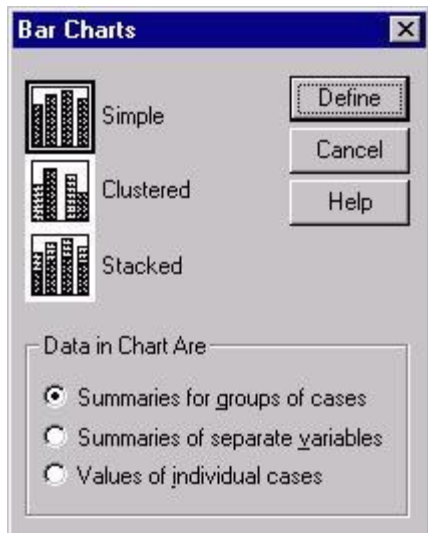 Bar Charts
Simple
Define
Cancel
Clustered
Help
Stacked
Data in Chart Are
Summaries for groups of cases
Summaries of separate variables
Values of individual cases